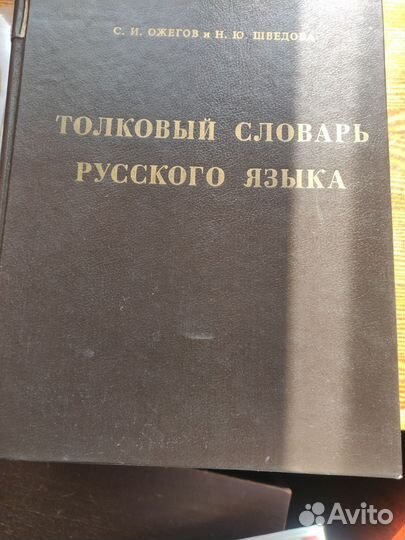 С. И. ОЖЕГОВ и Н. Ю. ШВЕДОВА
ТОЛКОВЫЙ СЛОВАРЬ
РУССКОГО ЯЗЫКА
Avito